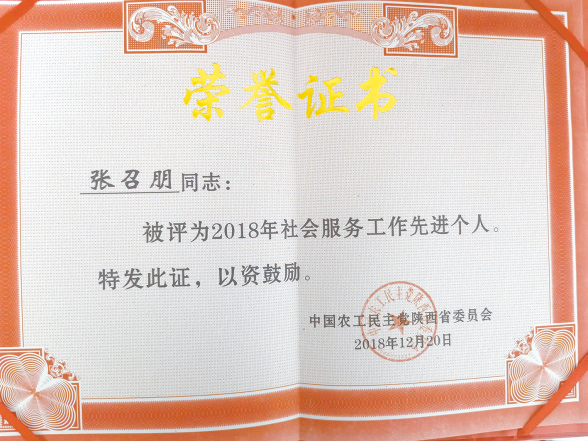 荣誉证书
张召朋同志：
被评为2018年社会服务工作先进个人。
特发此证，以资鼓励。
中国农工民主党陕西省委员会
2018年12月20日